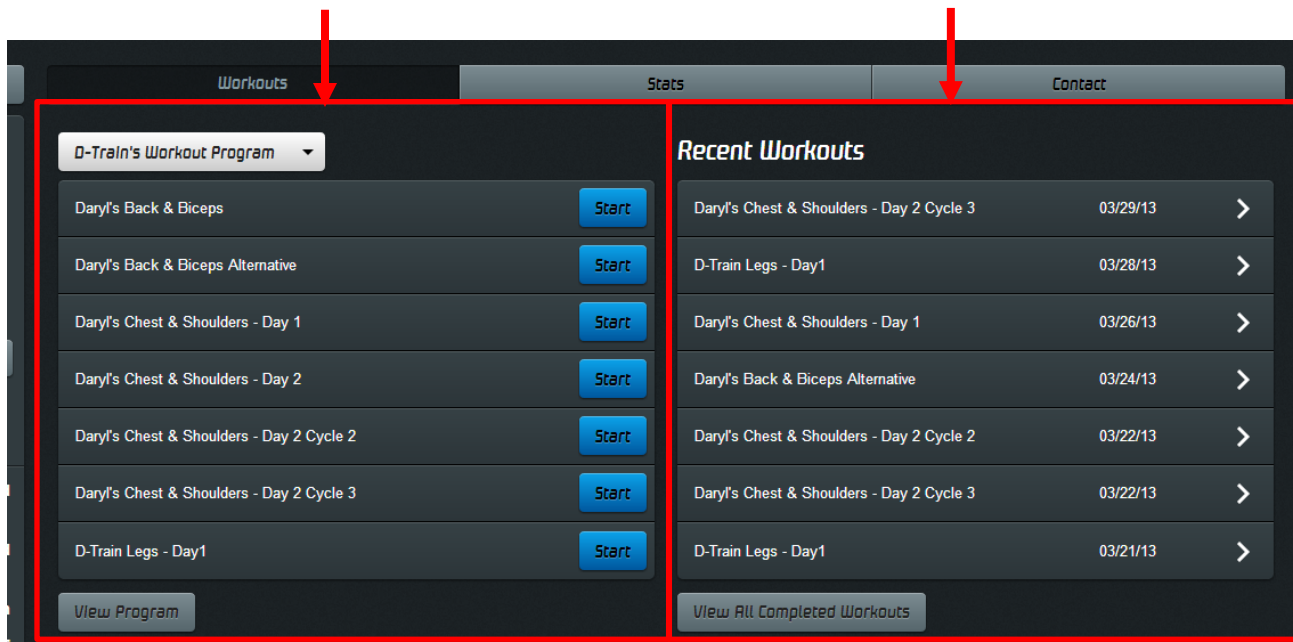 Workouts
Stats
Contact
D-Train's Workout Program
Daryl's Back & Biceps Start
Daryl's Back & Biceps Alternative Start
Daryl's Chest & Shoulders - Day 1 Start
Daryl's Chest & Shoulders - Day 2 Start
Daryl's Chest & Shoulders - Day 2 Cycle 2 Start
Daryl's Chest & Shoulders - Day 2 Cycle 3 Start
D-Train Legs - Day1 Start
View Program
Recent Workouts
Daryl's Chest & Shoulders - Day 2 Cycle 3 03/29/13
D-Train Legs - Day1 03/28/13
Daryl's Chest & Shoulders - Day 1 03/26/13
Daryl's Back & Biceps Alternative 03/24/13
Daryl's Chest & Shoulders - Day 2 Cycle 2 03/22/13
Daryl's Chest & Shoulders - Day 2 Cycle 3 03/22/13
D-Train Legs - Day1 03/21/13
View All Completed Workouts